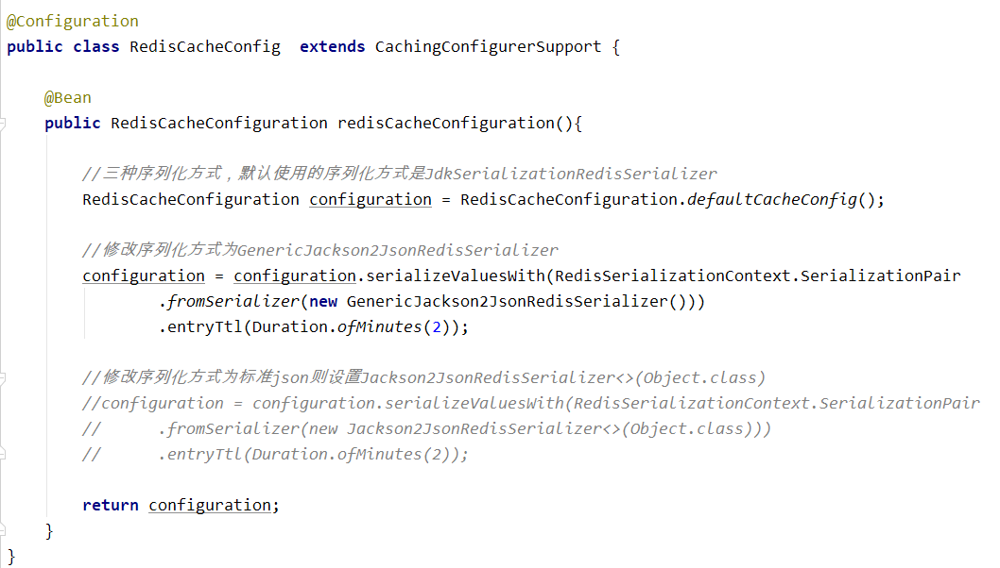 @Configuration
public class RedisCacheConfig  extends CachingConfigurerSupport {
@Bean
public RedisCacheConfiguration redisCacheConfiguration(){
//三种序列化方式，默认使用的序列化方式是JdkSerializationRedisSerializer
RedisCacheConfiguration configuration = RedisCacheConfiguration.defaultCacheConfig();
//修改序列化方式为GenericJackson2JsonRedisSerializer
configuration = configuration.serializeValuesWith(RedisSerializationContext.SerializationPair
.fromSerializer(new GenericJackson2JsonRedisSerializer()))
.entryTtl(Duration.ofMinutes(2));
//修改序列化方式为标准json则设置Jackson2JsonRedisSerializer<>(Object.class)
//configuration = configuration.serializeValuesWith(RedisSerializationContext.SerializationPair
//      .fromSerializer(new Jackson2JsonRedisSerializer<>(Object.class)))
//      .entryTtl(Duration.ofMinutes(2));
return configuration;
}
}